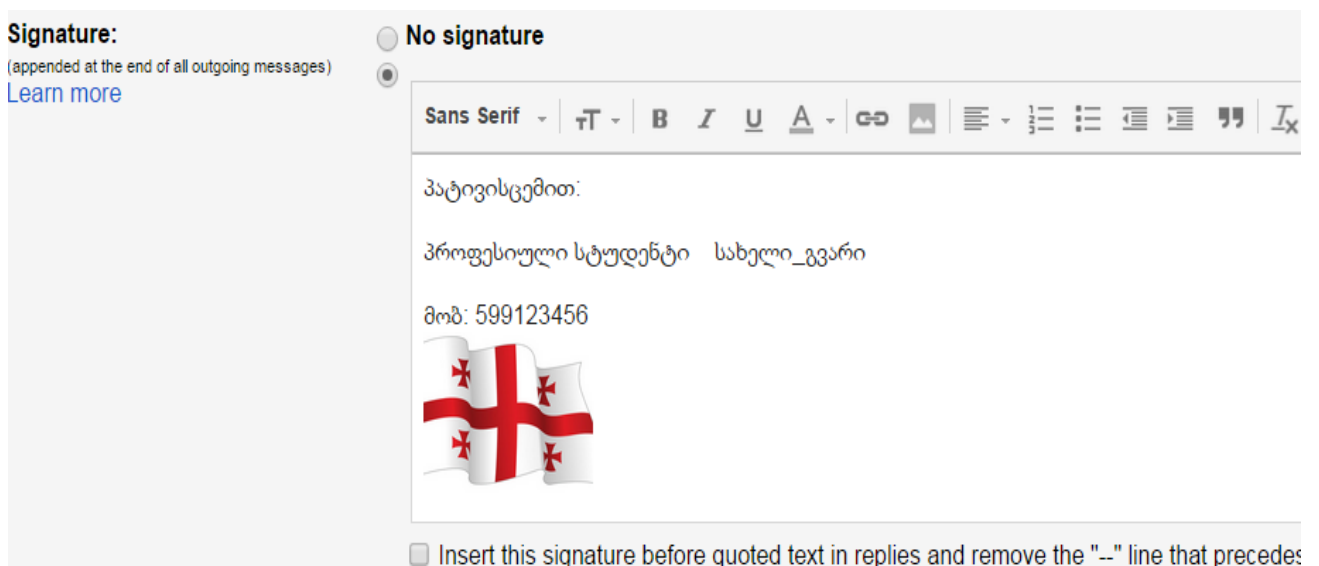 Signature:
(appended at the end of all outgoing messages)
Learn more
No signature
Sans Serif
პატივისცემით:
პროფესიული სტუდენტი სახელი_გვარი
მობ: 599123456
Insert this signature before quoted text in replies and remove the "--" line that precedes